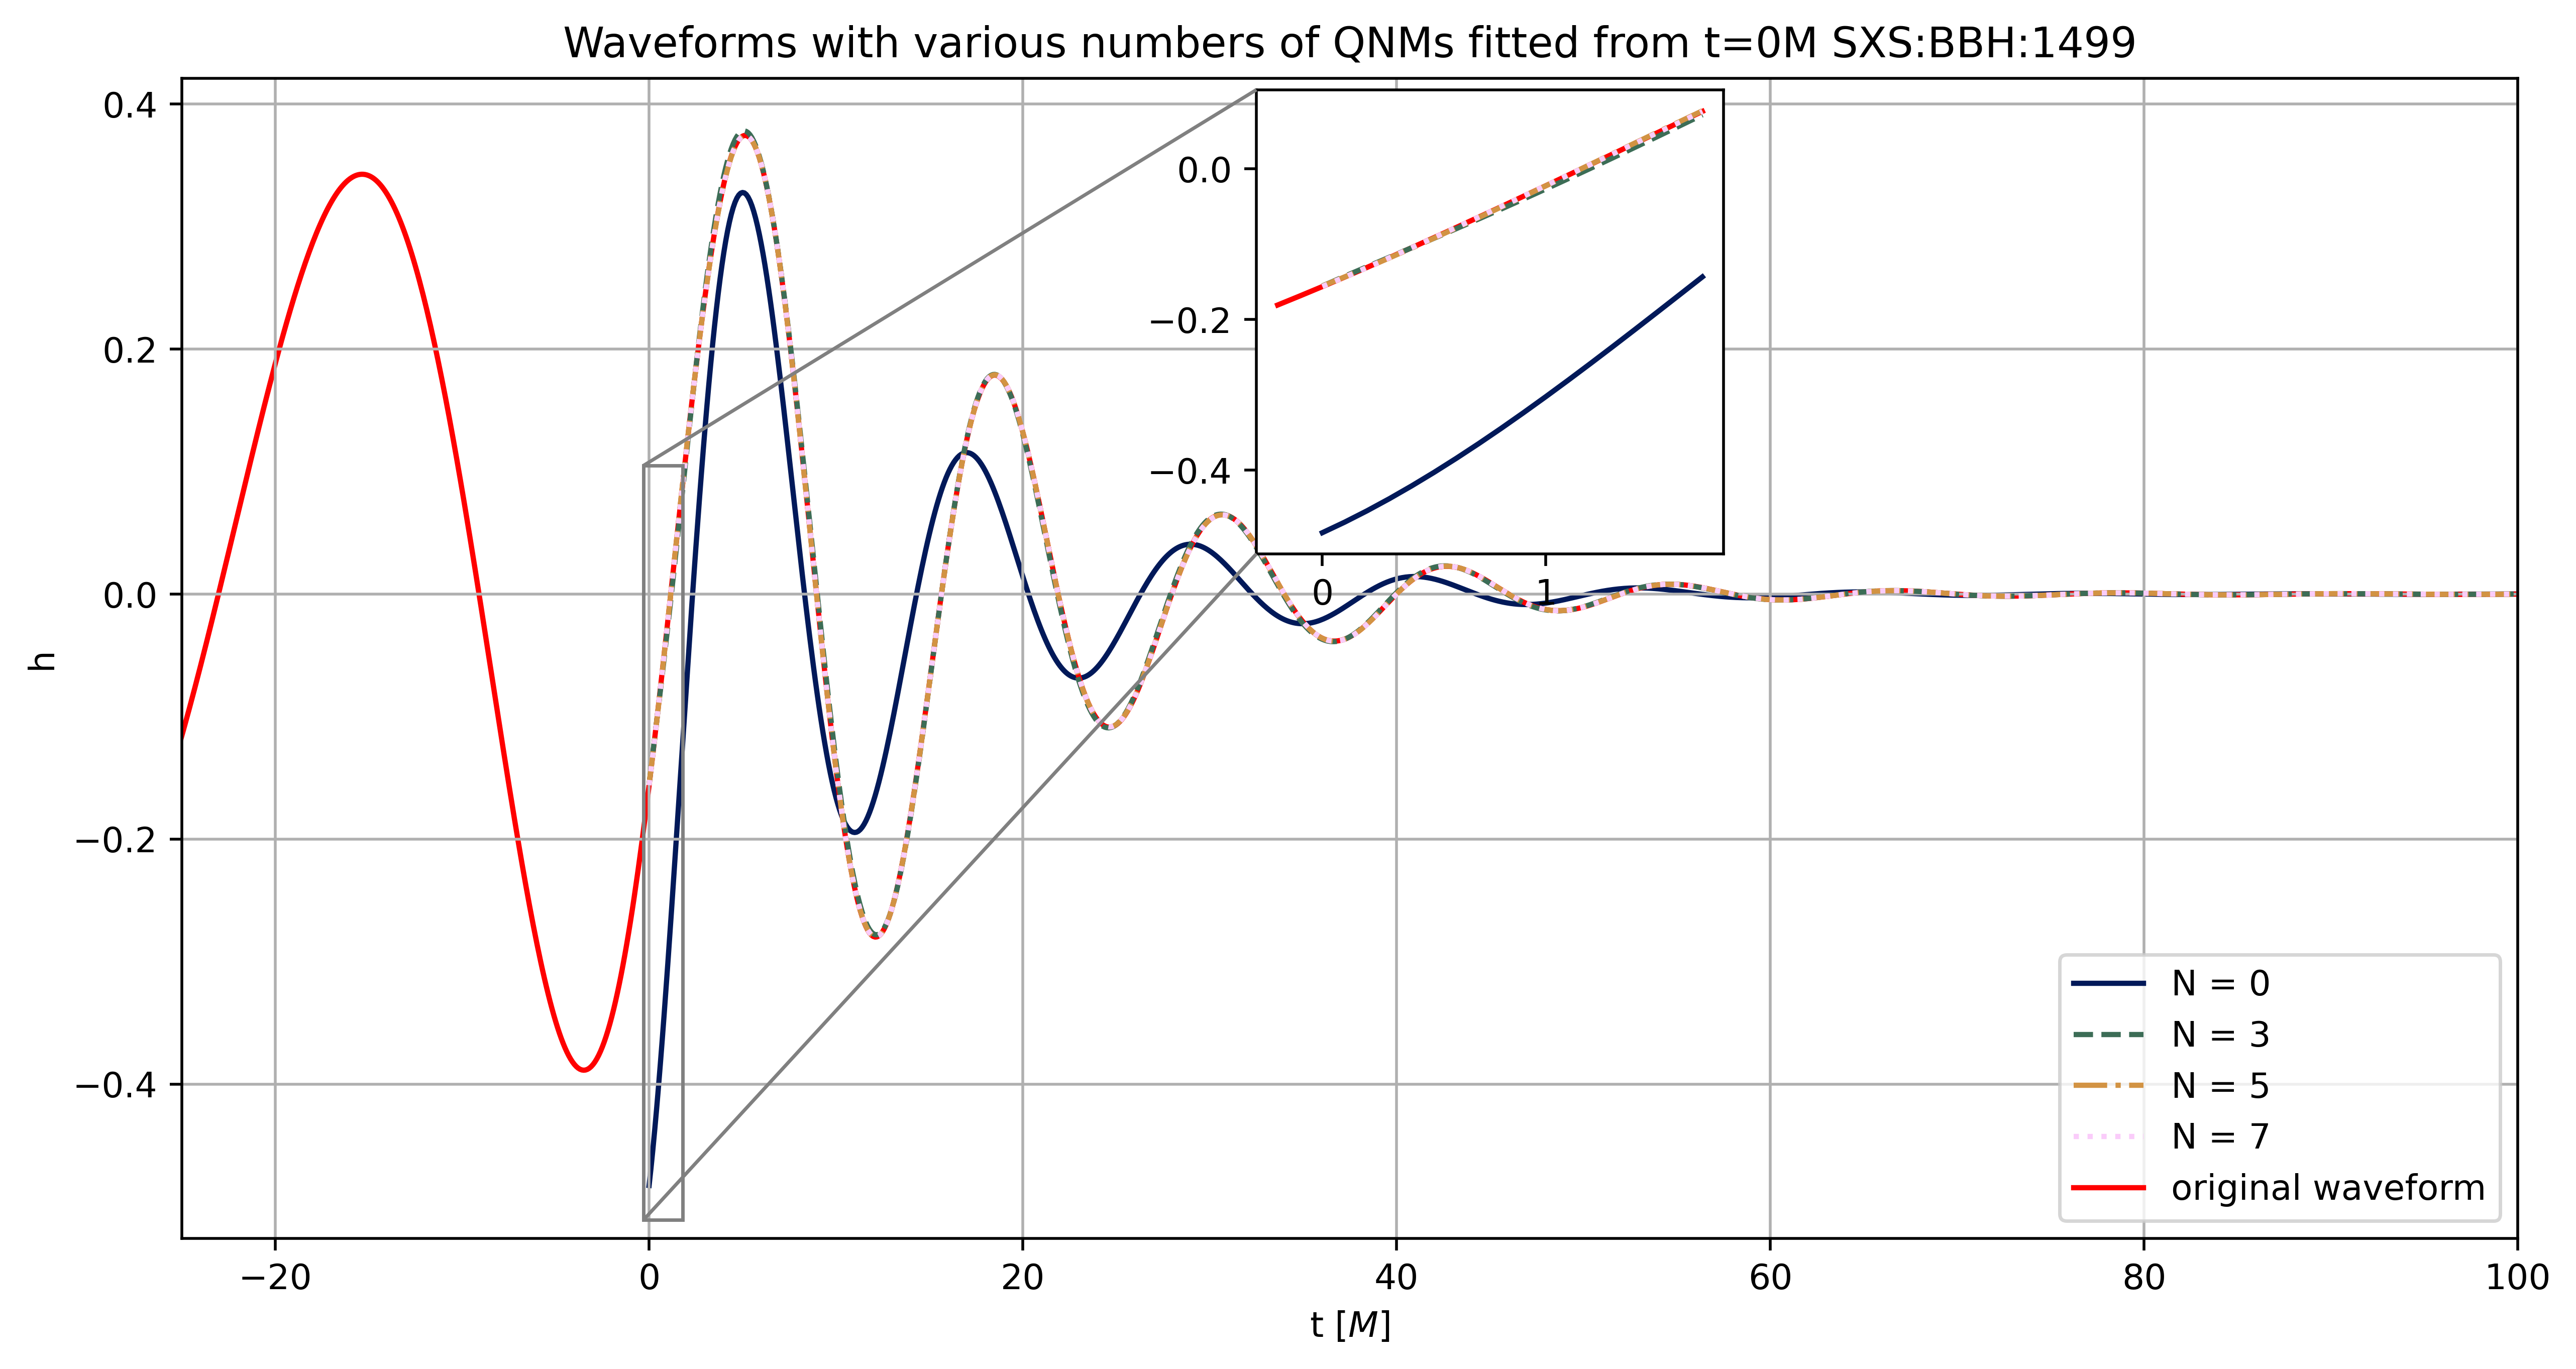 Waveforms with various numbers of QNMs fitted from t=0M SXS:BBH:1499
0.4
0.2
0.0
−0.2
−0.4
h
−20
0
20
40
60
80
100
t [M]
0.0
−0.2
−0.4
0
1
N = 0
N = 3
N = 5
N = 7
original waveform